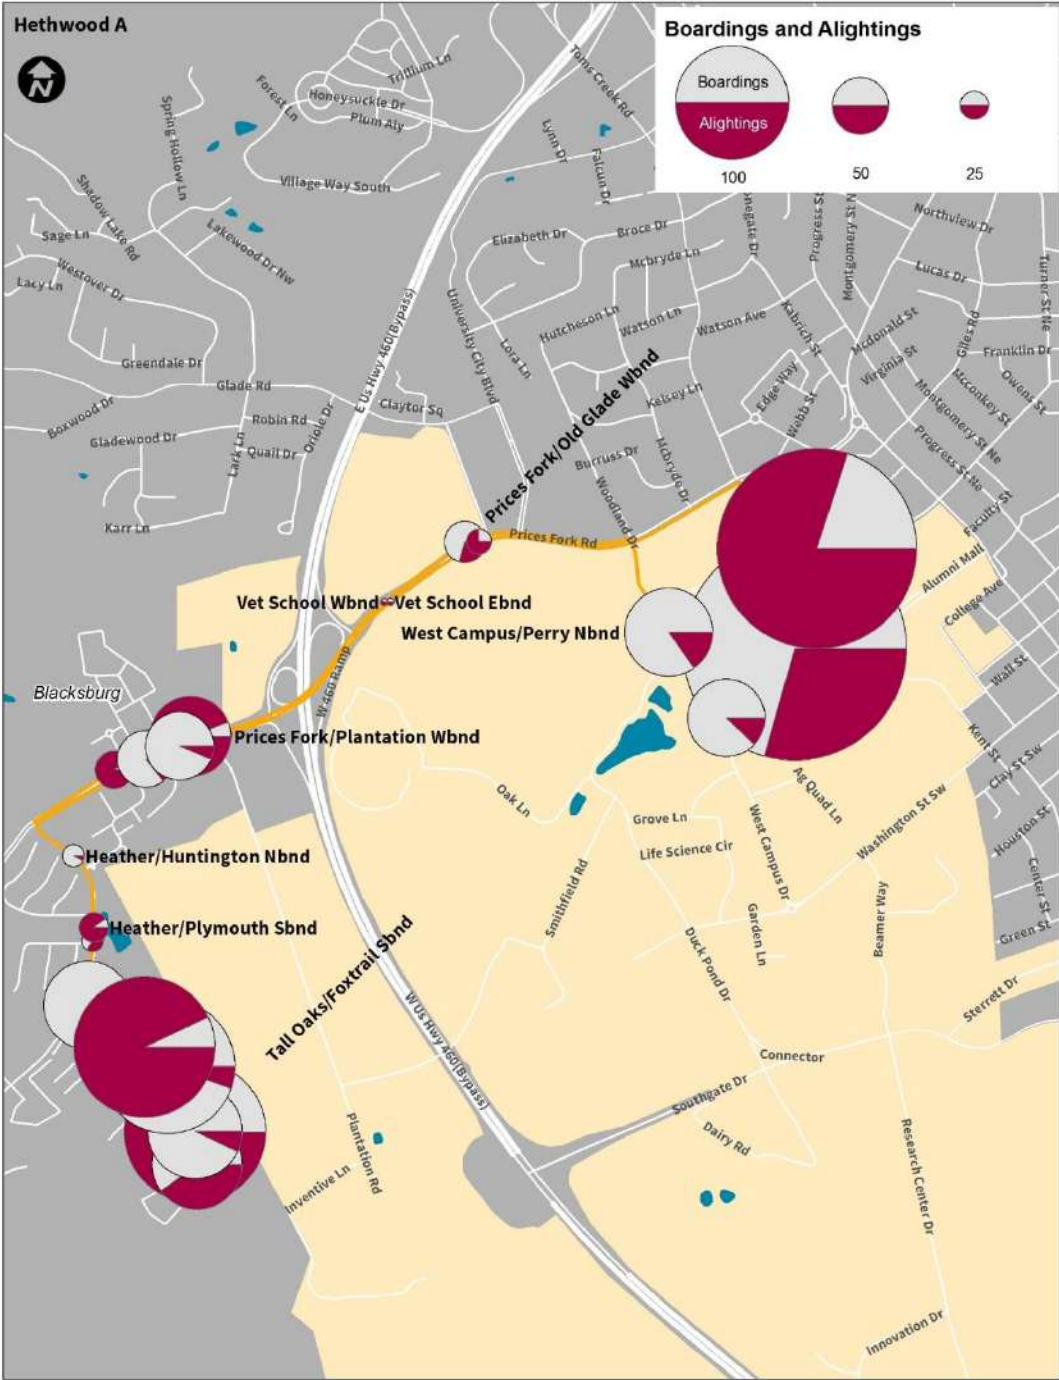 Hethwood A
N
Boardings and Alightings
Boardings
Alightings
100
50
25
Toms Creek Rd
Trillium Ln
Honeysuckle Dr
Plum Aly
Forest Ln
Spring Hollow Ln
Village Way South
Shadow Lake Rd
Lakewood Dr Nw
Sage Ln
Westover Dr
Lacy Ln
Lynn Dr
Falcun Dr
Elizabeth Dr
Broce Dr
Mcbryde Ln
Progress St
Montgomery St N
Northview Dr
Lucas Dr
Turner St Ne
E Us Hwy 460(Bypass)
University City Blvd
Lora Ln
Hutcheson Ln
Watson Ln
Watson Ave
Kabrich St
Mcdonald St
Virginia St
Giles Rd
Franklin Dr
Owens St
Mcconkey St
Montgomery St Ne
Progress St Ne
Faculty St
Greendale Dr
Glade Rd
Boxwood Dr
Gladewood Dr
Robin Rd
Quail Dr
Oriole Dr
Lark Ln
Karr Ln
Claytor Sq
Kelsey Ln
Edge Way
Webb St
Burruss Dr
Mcbryde Dr
Woodland Dr
Prices Fork/Old Glade Wbnd
Prices Fork Rd
Alumni Mall
College Ave
Wall St
Vet School Wbnd
Vet School Ebnd
West Campus/Perry Nbnd
W 460 Ramp
Blacksburg
Prices Fork/Plantation Wbnd
Kent St
Clay St Sw
Washington St Sw
Houston St
Center St
Green St
Oak Ln
Grove Ln
Life Science Cir
West Campus Dr
Ag Quad Ln
Heather/Huntington Nbnd
Heather/Plymouth Sbnd
Tall Oaks/Foxtrail Sbnd
Smithfield Rd
Duck Pond Dr
Garden Ln
Beamer Way
Sterrett Dr
W Us Hwy 460(Bypass)
Connector
Southgate Dr
Dairy Rd
Plantation Rd
Inventive Ln
Research Center Dr
Innovation Dr